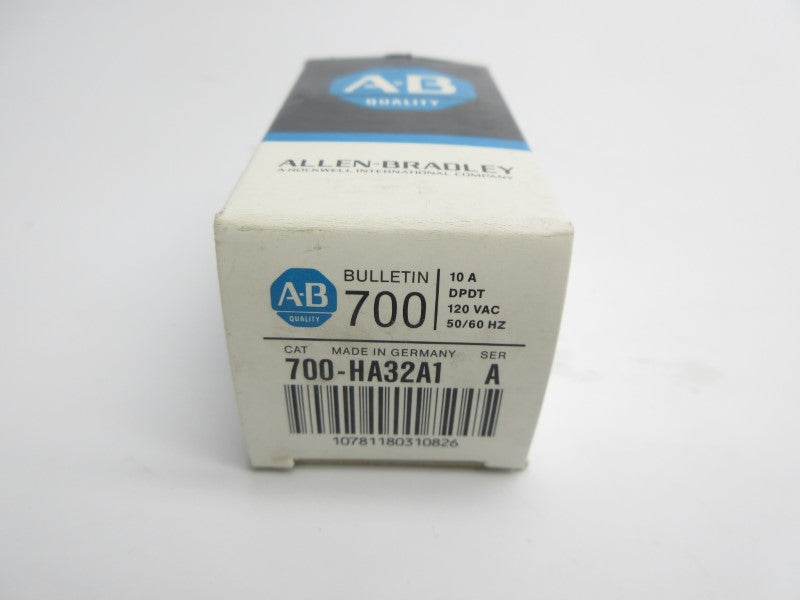 A-B
QUALITY
ALLEN-BRADLEY
A ROCKWELL INTERNATIONAL COMPANY
A-B
QUALITY
BULLETIN
700
10 A
DPDT
120 VAC
50/60 HZ
CAT MADE IN GERMANY SER
700-HA32A1 A
10781180310826